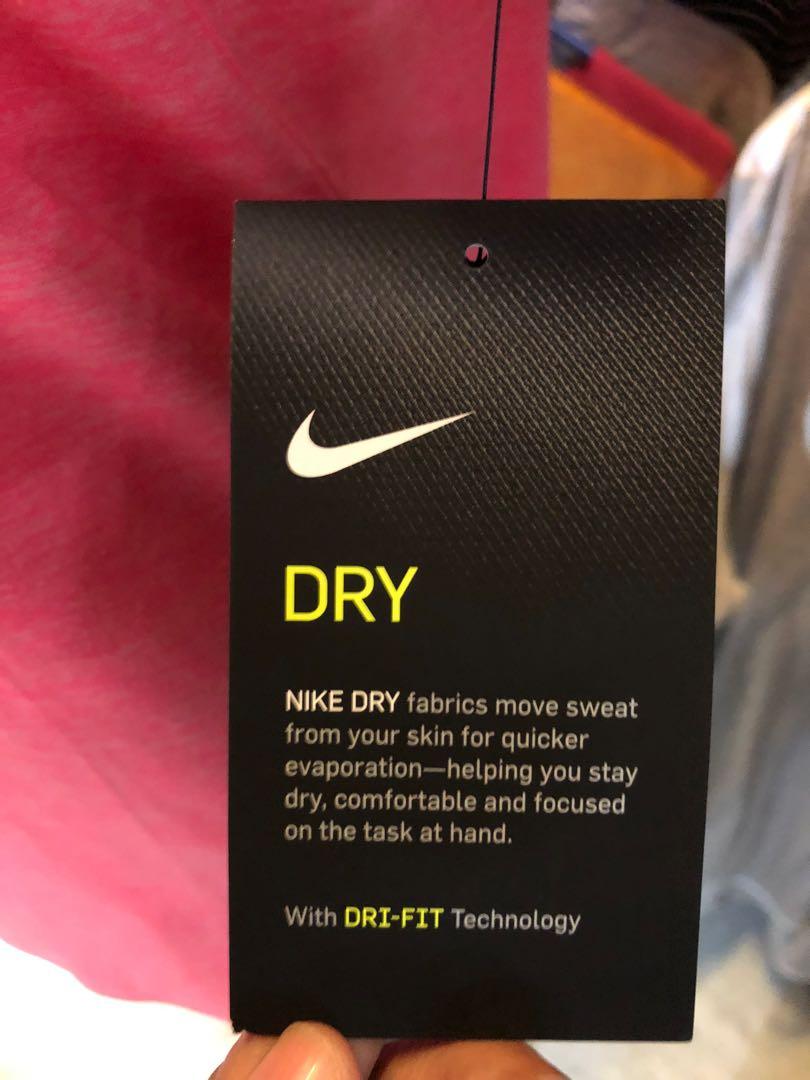 DRY
NIKE DRY fabrics move sweat
from your skin for quicker
evaporation—helping you stay
dry, comfortable and focused
on the task at hand.
With DRI-FIT Technology